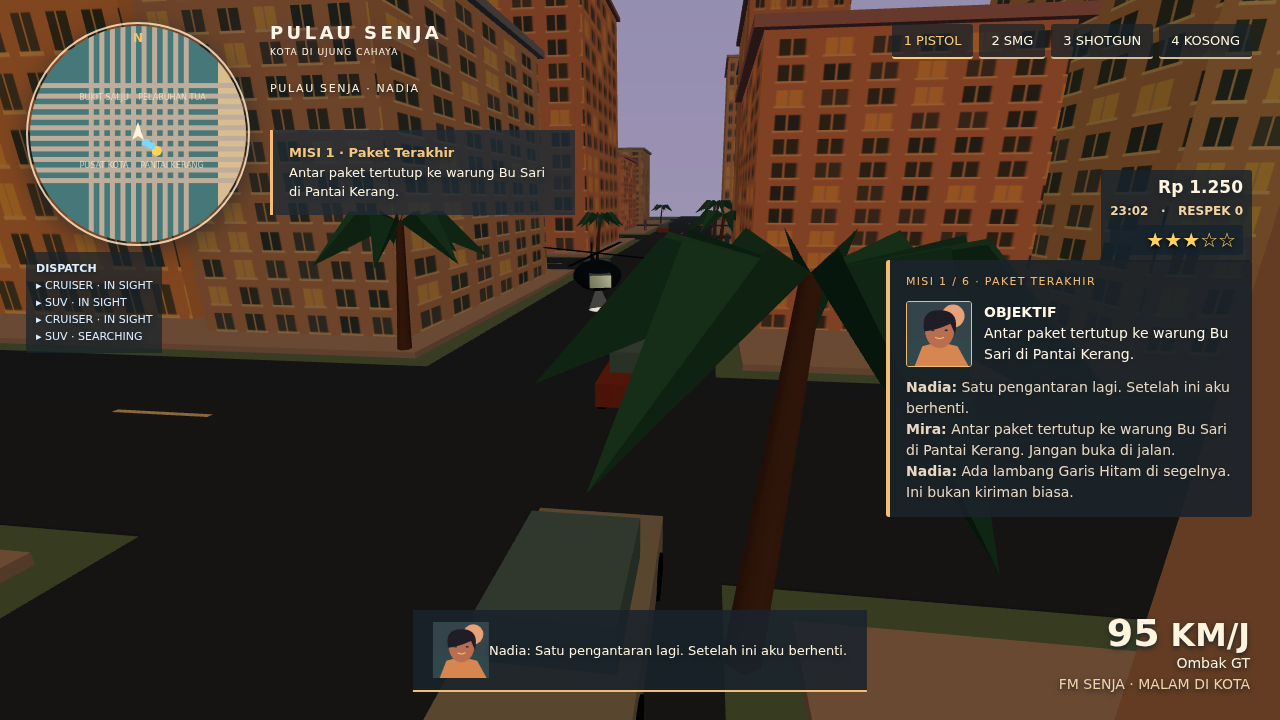 N
BUKIT SALU PELABUHAN TUA
PUSAT KOTA PANTAI KERANG
PULAU SENJA
KOTA DI UJUNG CAHAYA
PULAU SENJA · NADIA
MISI 1 · Paket Terakhir
Antar paket tertutup ke warung Bu Sari
di Pantai Kerang.
1 PISTOL 2 SMG 3 SHOTGUN 4 KOSONG
Rp 1.250
23:02 · RESPEK 0
★★★☆☆
DISPATCH
▸ CRUISER · IN SIGHT
▸ SUV · IN SIGHT
▸ CRUISER · IN SIGHT
▸ SUV · SEARCHING
MISI 1 / 6 · PAKET TERAKHIR
OBJEKTIF
Antar paket tertutup ke warung Bu
Sari di Pantai Kerang.
Nadia: Satu pengantaran lagi. Setelah ini aku
berhenti.
Mira: Antar paket tertutup ke warung Bu Sari
di Pantai Kerang. Jangan buka di jalan.
Nadia: Ada lambang Garis Hitam di segelnya.
Ini bukan kiriman biasa.
Nadia: Satu pengantaran lagi. Setelah ini aku berhenti.
95 KM/J
Ombak GT
FM SENJA · MALAM DI KOTA